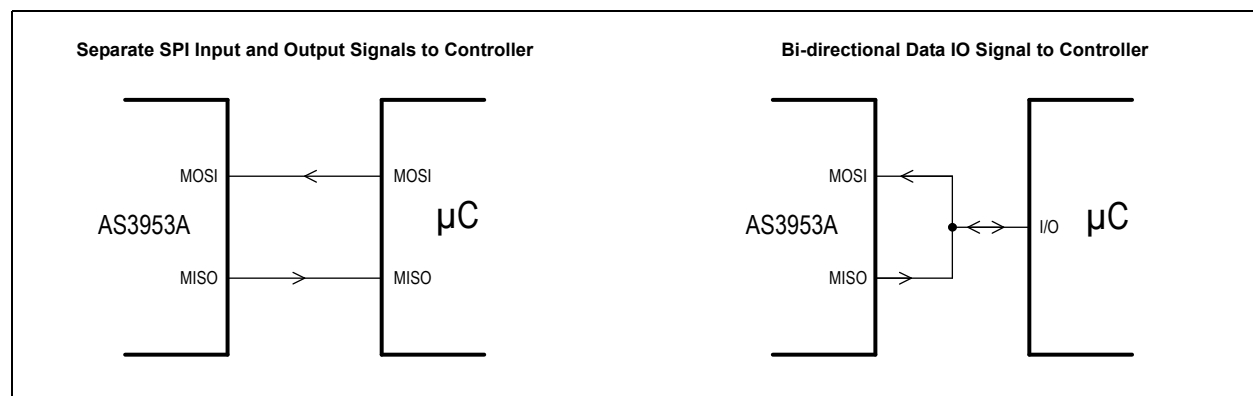 Separate SPI Input and Output Signals to Controller
MOSI
MOSI
AS3953A
µC
MISO
MISO
Bi-directional Data IO Signal to Controller
MOSI
AS3953A
I/O
µC
MISO